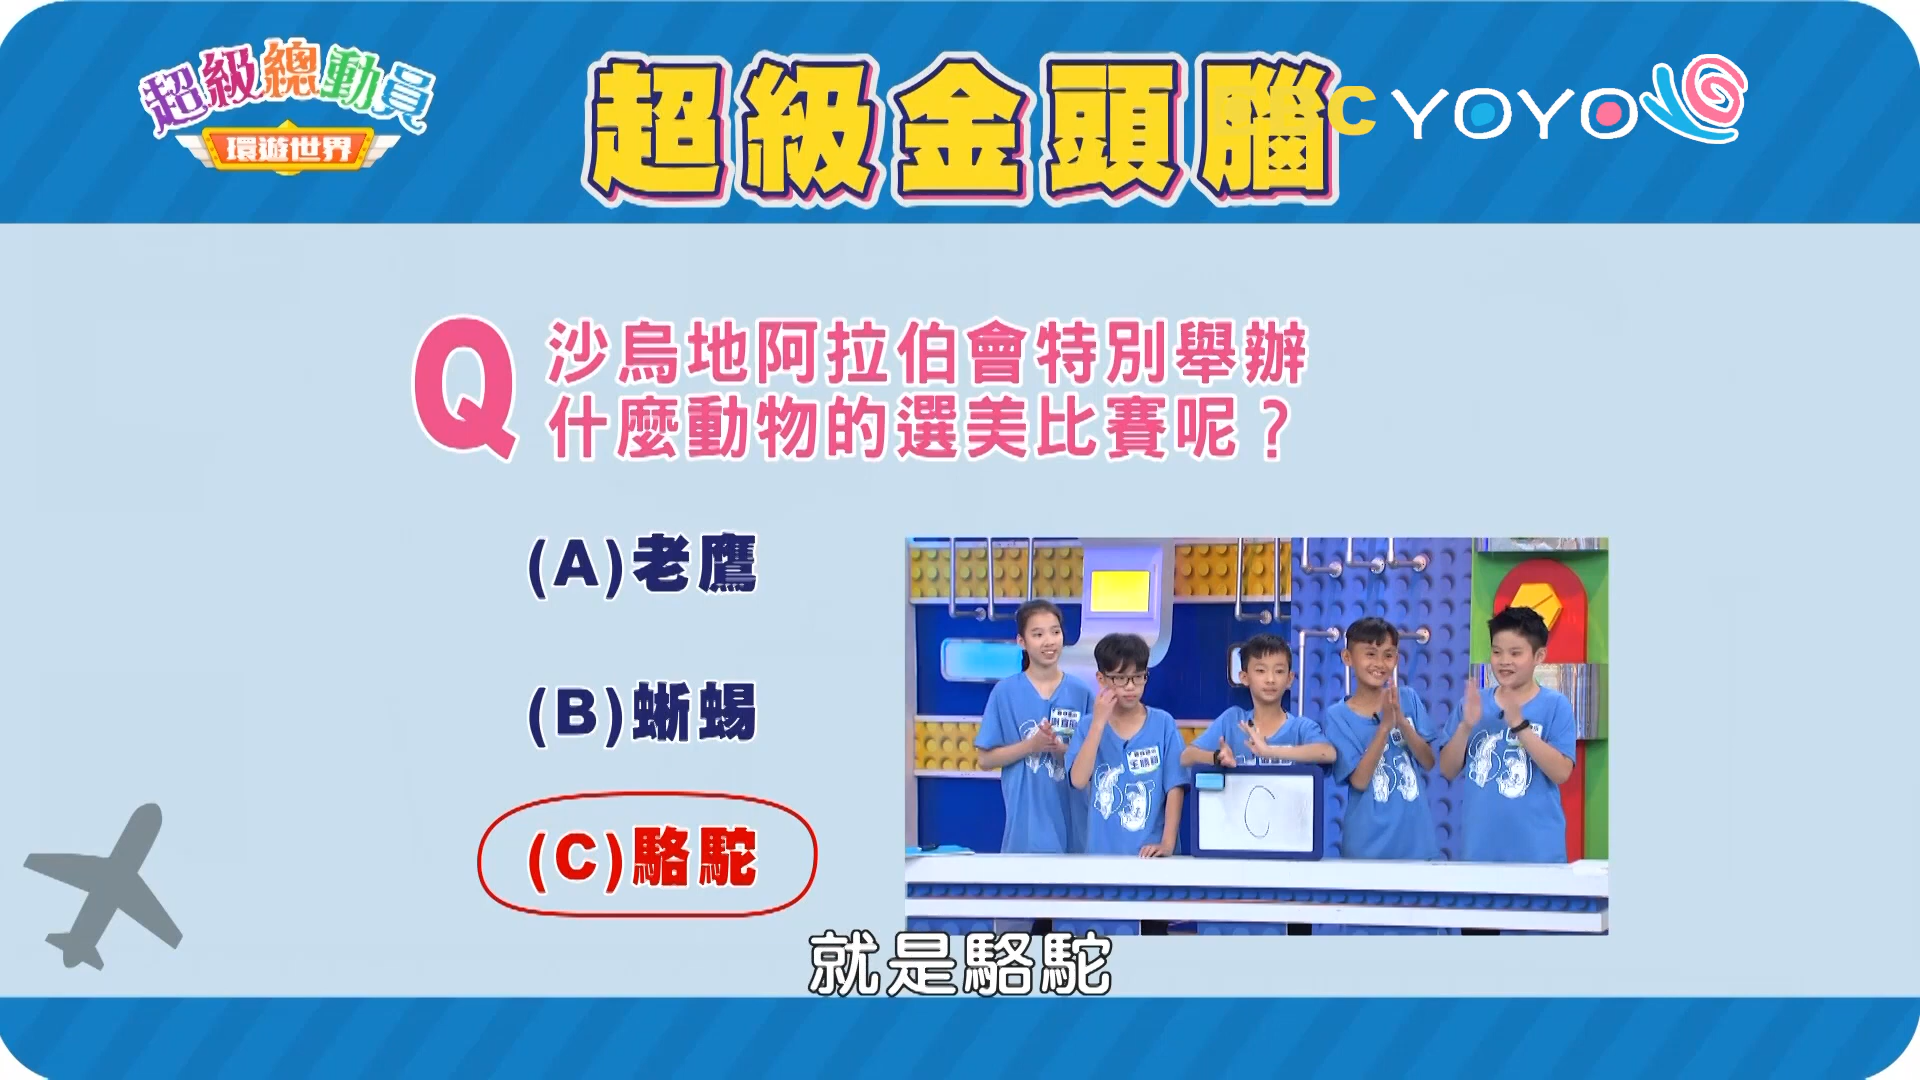 超級總動員
環遊世界
超級金頭腦
C YOYO
Q 沙烏地阿拉伯會特別舉辦
什麼動物的選美比賽呢？
(A)老鷹
(B)蜥蜴
(C)駱駝
C
就是駱駝